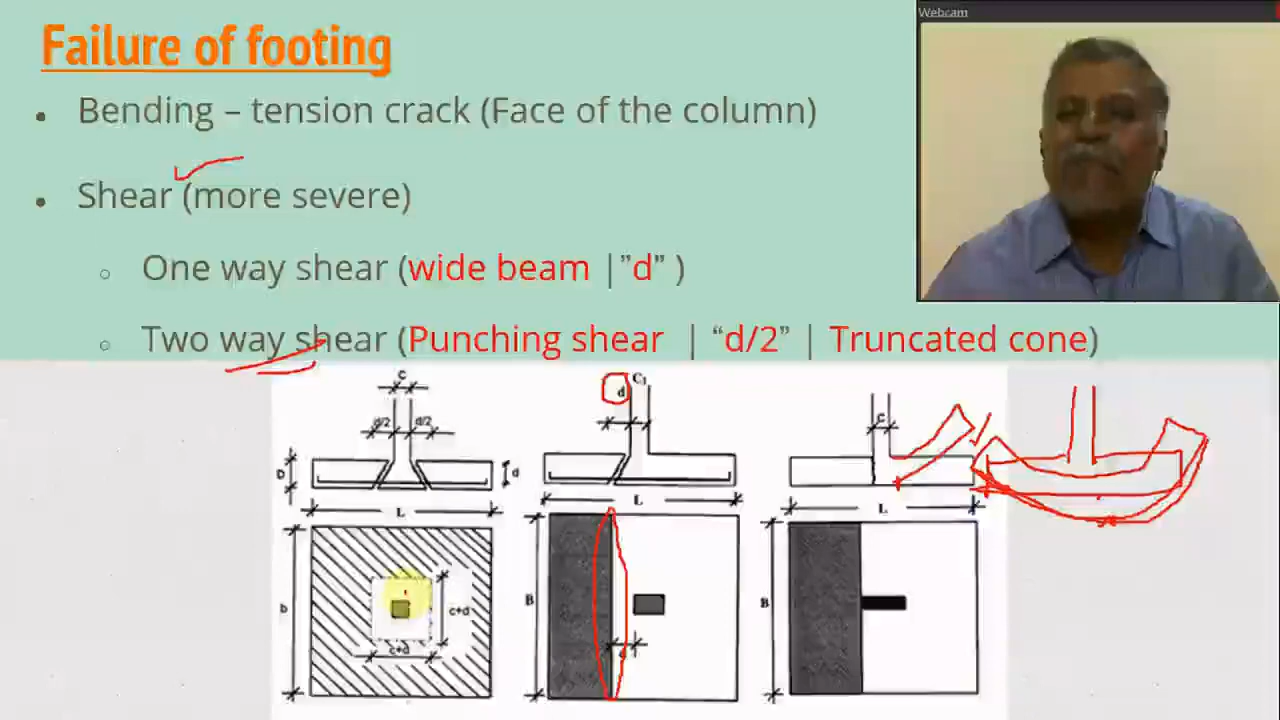 Webcam
Failure of footing
• Bending – tension crack (Face of the column)
• Shear (more severe)
○ One way shear (wide beam |”d” )
○ Two way shear (Punching shear | “d/2” | Truncated cone)
C
d/2 d/2
D
d
L
b
c+d
c+d
d C₁
L
B
d
C
L
B